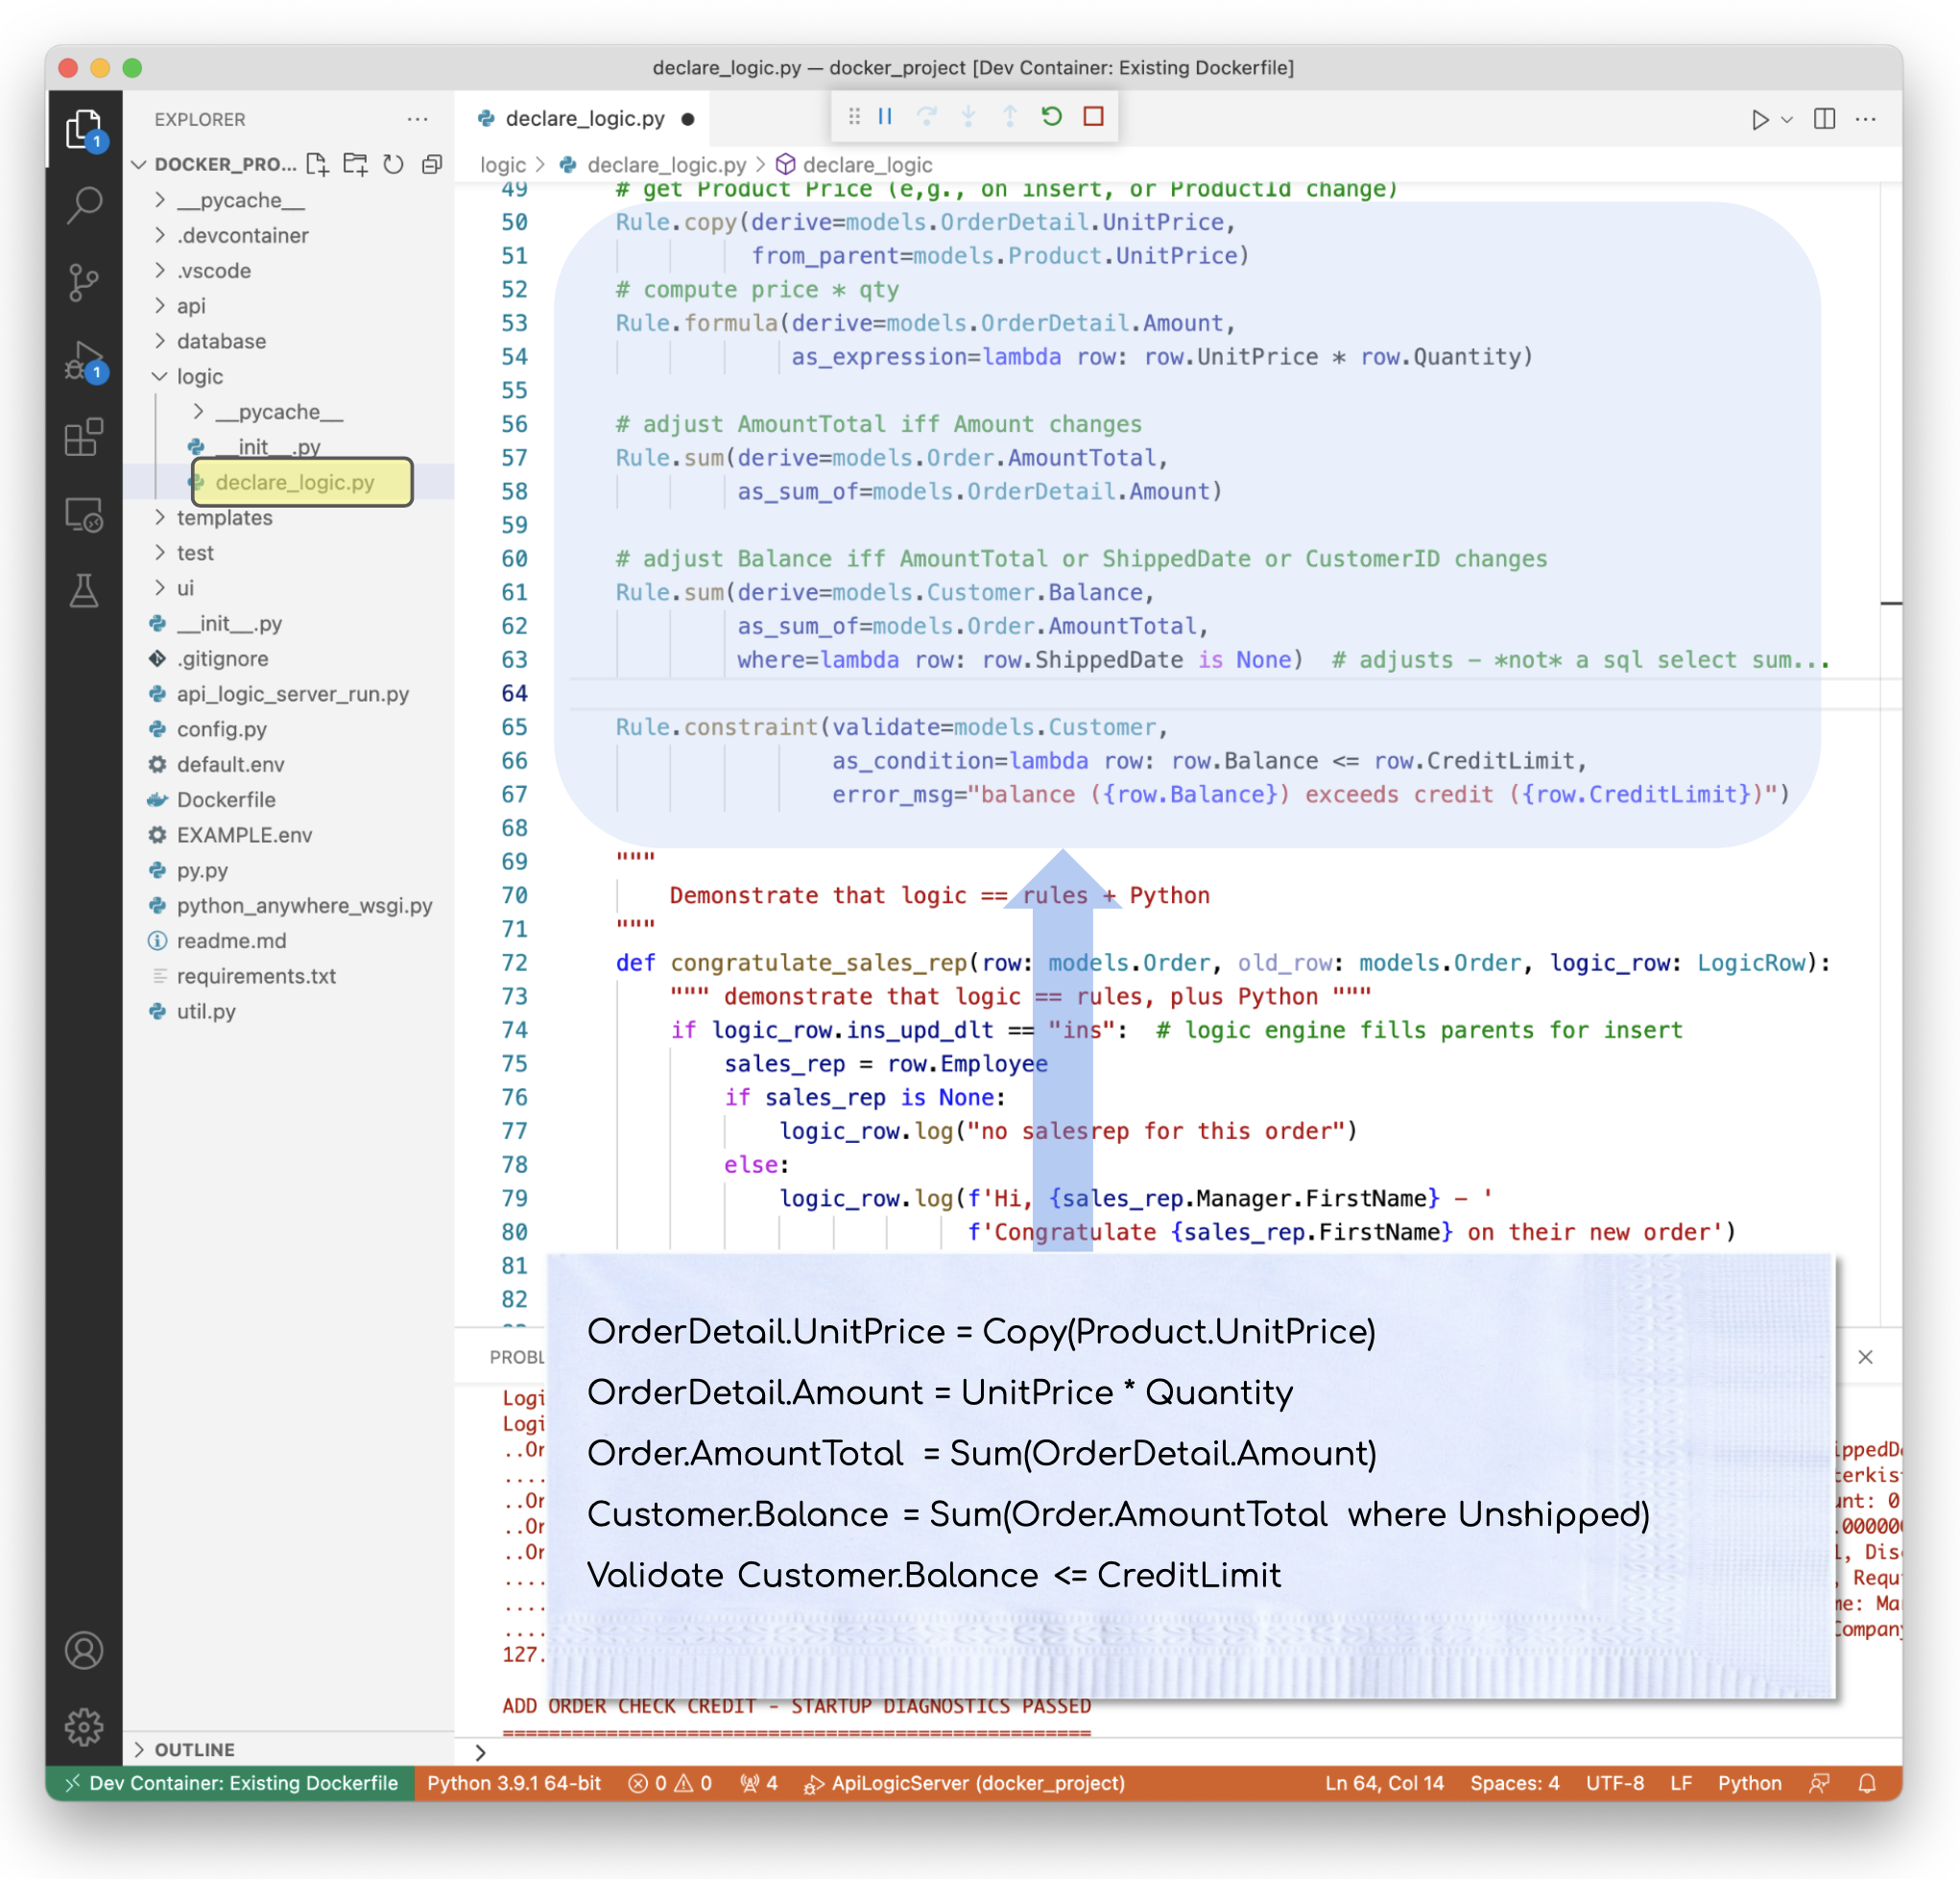 declare_logic.py — docker_project [Dev Container: Existing Dockerfile]
EXPLORER
DOCKER_PRO...
__pycache__
.devcontainer
.vscode
api
database
logic
__pycache__
__init__.py
declare_logic.py
templates
test
ui
__init__.py
.gitignore
api_logic_server_run.py
config.py
default.env
Dockerfile
EXAMPLE.env
py.py
python_anywhere_wsgi.py
readme.md
requirements.txt
util.py
OUTLINE
1
1
declare_logic.py
logic > declare_logic.py > declare_logic
49 # get Product Price (e,g., on insert, or ProductId change)
50 Rule.copy(derive=models.OrderDetail.UnitPrice,
51 from_parent=models.Product.UnitPrice)
52 # compute price * qty
53 Rule.formula(derive=models.OrderDetail.Amount,
54 as_expression=lambda row: row.UnitPrice * row.Quantity)
55
56 # adjust AmountTotal iff Amount changes
57 Rule.sum(derive=models.Order.AmountTotal,
58 as_sum_of=models.OrderDetail.Amount)
59
60 # adjust Balance iff AmountTotal or ShippedDate or CustomerID changes
61 Rule.sum(derive=models.Customer.Balance,
62 as_sum_of=models.Order.AmountTotal,
63 where=lambda row: row.ShippedDate is None)  # adjusts - *not* a sql select sum...
64
65 Rule.constraint(validate=models.Customer,
66 as_condition=lambda row: row.Balance <= row.CreditLimit,
67 error_msg="balance ({row.Balance}) exceeds credit ({row.CreditLimit})")
68
69 """
70 Demonstrate that logic == rules + Python
71 """
72 def congratulate_sales_rep(row: models.Order, old_row: models.Order, logic_row: LogicRow):
73 """ demonstrate that logic == rules, plus Python """
74 if logic_row.ins_upd_dlt == "ins":  # logic engine fills parents for insert
75 sales_rep = row.Employee
76 if sales_rep is None:
77 logic_row.log("no salesrep for this order")
78 else:
79 logic_row.log(f'Hi, {sales_rep.Manager.FirstName} - '
80 f'Congratulate {sales_rep.FirstName} on their new order')
81
82
OrderDetail.UnitPrice = Copy(Product.UnitPrice)
OrderDetail.Amount = UnitPrice * Quantity
Order.AmountTotal = Sum(OrderDetail.Amount)
Customer.Balance = Sum(Order.AmountTotal where Unshipped)
Validate Customer.Balance <= CreditLimit
PROBL
Logi
Logi
..Or ippedDa
.... terkis
..Or unt: 0
..Or .000000
..Or l, Dis
.... , Requ
.... me: Ma
.... Company
127.
ADD ORDER CHECK CREDIT - STARTUP DIAGNOSTICS PASSED
===================================================
>
Dev Container: Existing Dockerfile Python 3.9.1 64-bit 0 0 4 ApiLogicServer (docker_project) Ln 64, Col 14 Spaces: 4 UTF-8 LF Python